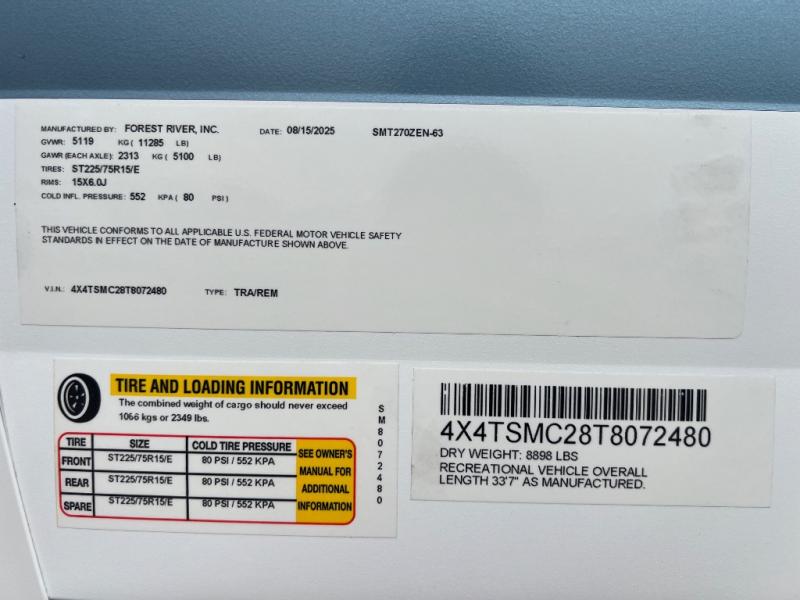 MANUFACTURED BY: FOREST RIVER, INC. DATE: 08/15/2025 SMT270ZEN-63
GVWR: 5119 KG ( 11285 LB)
GAWR (EACH AXLE): 2313 KG ( 5100 LB)
TIRES: ST225/75R15/E
RIMS: 15X6.0J
COLD INFL. PRESSURE: 552 KPA ( 80 PSI )
THIS VEHICLE CONFORMS TO ALL APPLICABLE U.S. FEDERAL MOTOR VEHICLE SAFETY
STANDARDS IN EFFECT ON THE DATE OF MANUFACTURE SHOWN ABOVE.
V.I.N.: 4X4TSMC28T8072480 TYPE: TRA/REM
TIRE AND LOADING INFORMATION
The combined weight of cargo should never exceed
1066 kgs or 2349 lbs.
TIRE SIZE COLD TIRE PRESSURE
FRONT ST225/75R15/E 80 PSI / 552 KPA
REAR ST225/75R15/E 80 PSI / 552 KPA
SPARE ST225/75R15/E 80 PSI / 552 KPA
SEE OWNER'S
MANUAL FOR
ADDITIONAL
INFORMATION
SM8072480
4X4TSMC28T8072480
DRY WEIGHT: 8898 LBS
RECREATIONAL VEHICLE OVERALL
LENGTH 33'7" AS MANUFACTURED.